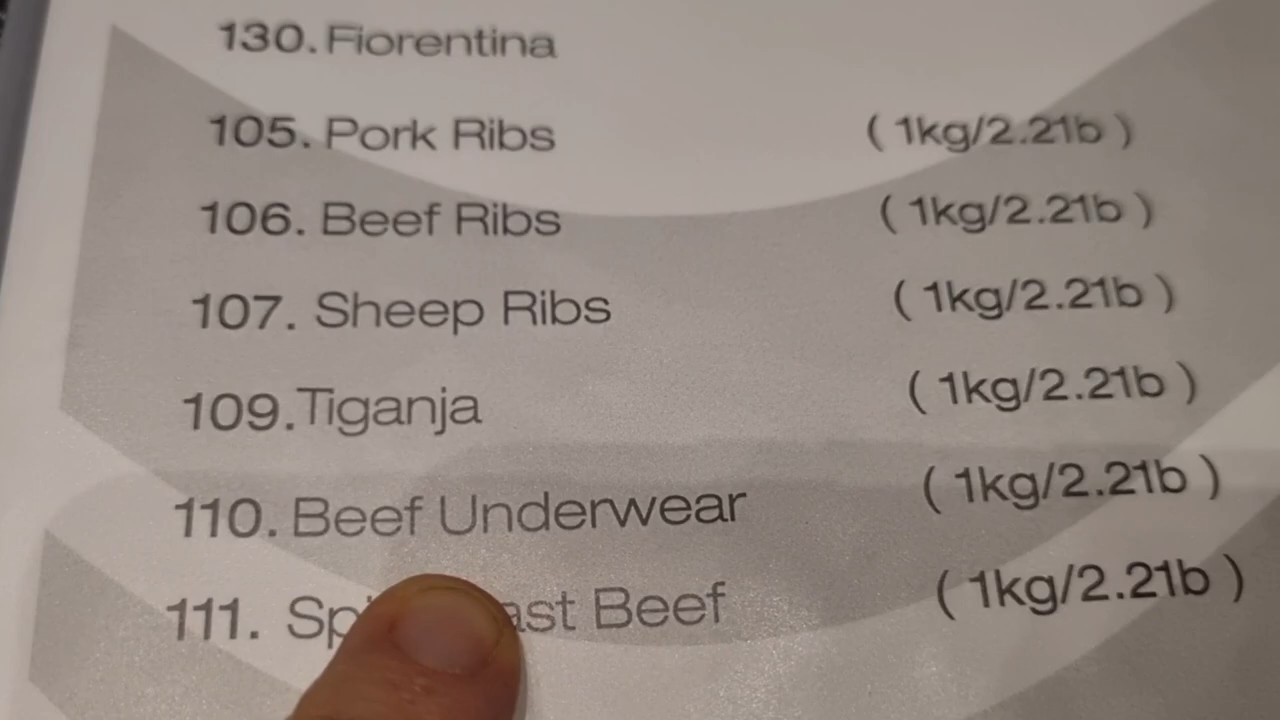 130. Fiorentina
105. Pork Ribs ( 1kg/2.21b )
106. Beef Ribs ( 1kg/2.21b )
107. Sheep Ribs ( 1kg/2.21b )
109. Tiganja ( 1kg/2.21b )
110. Beef Underwear ( 1kg/2.21b )
111. Beef ( 1kg/2.21b )